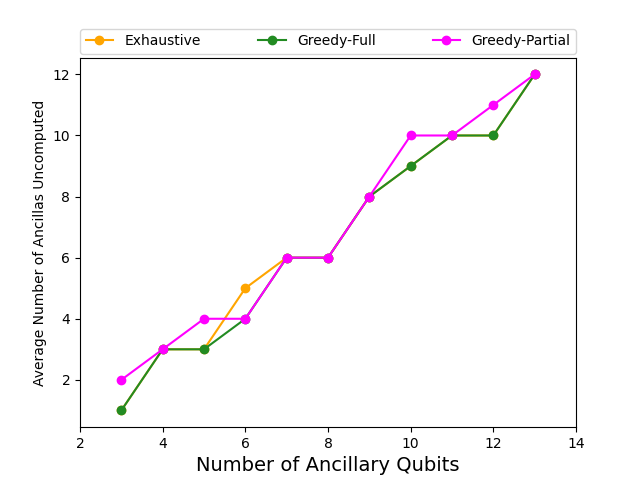 Exhaustive Greedy-Full Greedy-Partial
12
10
8
6
4
2
Average Number of Ancillas Uncomputed
2 4 6 8 10 12 14
Number of Ancillary Qubits